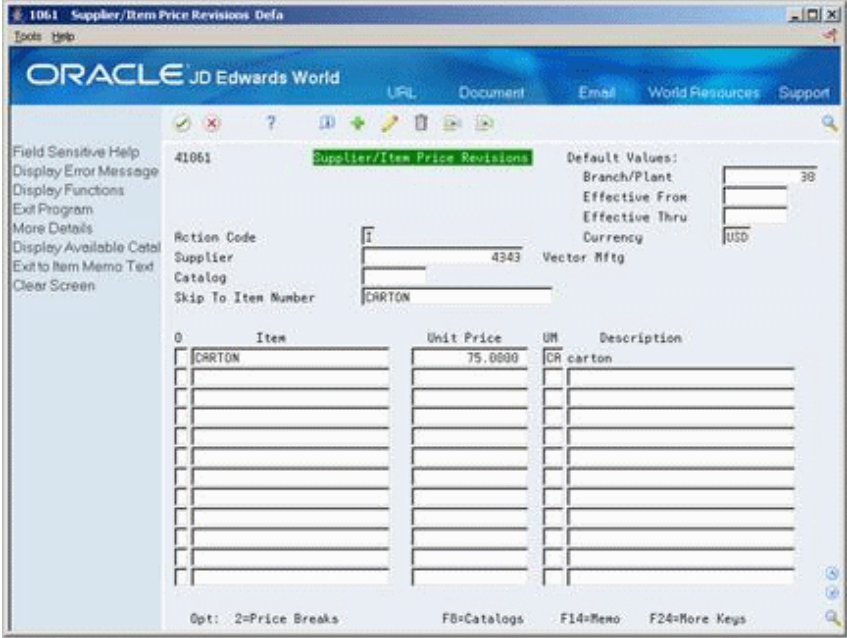 1061 Supplier/Item Price Revisions Defa
Tools Help
ORACLE JD Edwards World
URL Document Email World Resources Support
Field Sensitive Help
Display Error Message
Display Functions
Exit Program
More Details
Display Available Catal
Exit to Item Memo Text
Clear Screen
41061 Supplier/Item Price Revisions Default Values:
Branch/Plant 30
Effective From
Effective Thru
Action Code I Currency USD
Supplier 4343 Vector Mftg
Catalog
Skip To Item Number CARTON
O Item Unit Price UM Description
CARTON 75.0000 CA carton
Opt: 2=Price Breaks F8=Catalogs F14=Memo F24=More Keys